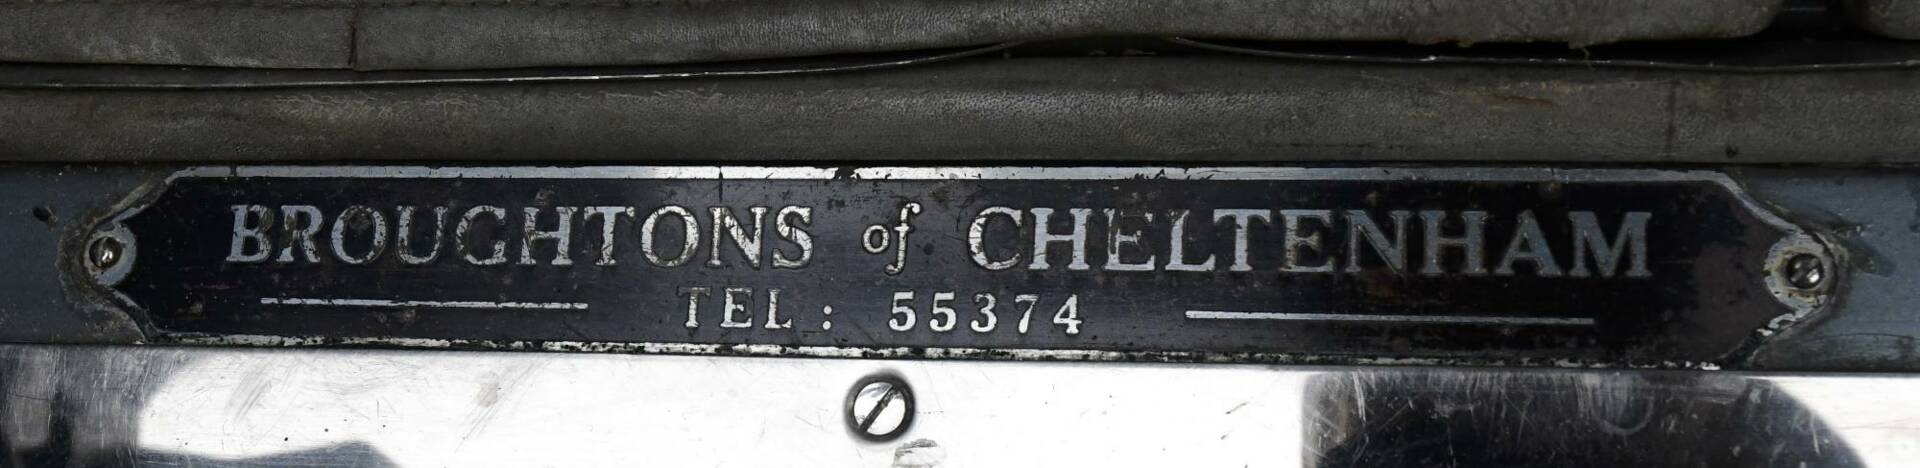 BROUGHTONS of CHELTENHAM
TEL: 55374